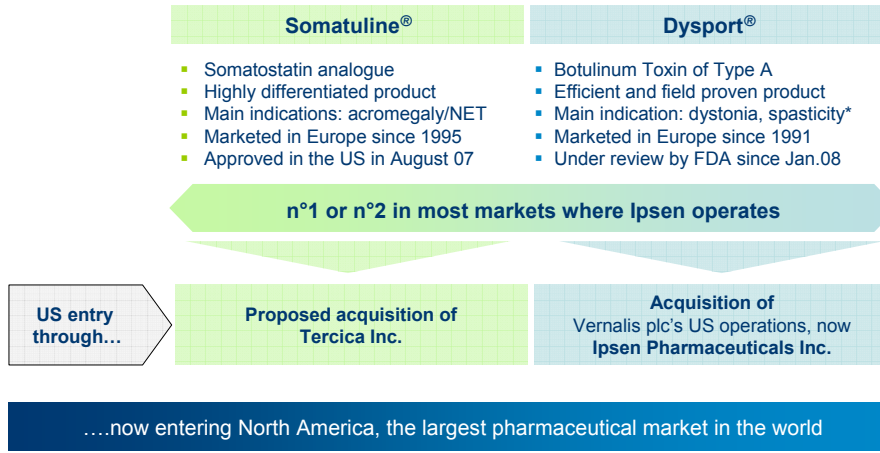 Somatuline®
Somatostatin analogue
Highly differentiated product
Main indications: acromegaly/NET
Marketed in Europe since 1995
Approved in the US in August 07
Dysport®
Botulinum Toxin of Type A
Efficient and field proven product
Main indication: dystonia, spasticity*
Marketed in Europe since 1991
Under review by FDA since Jan.08
n°1 or n°2 in most markets where Ipsen operates
US entry
through…
Proposed acquisition of
Tercica Inc.
Acquisition of
Vernalis plc’s US operations, now
Ipsen Pharmaceuticals Inc.
….now entering North America, the largest pharmaceutical market in the world